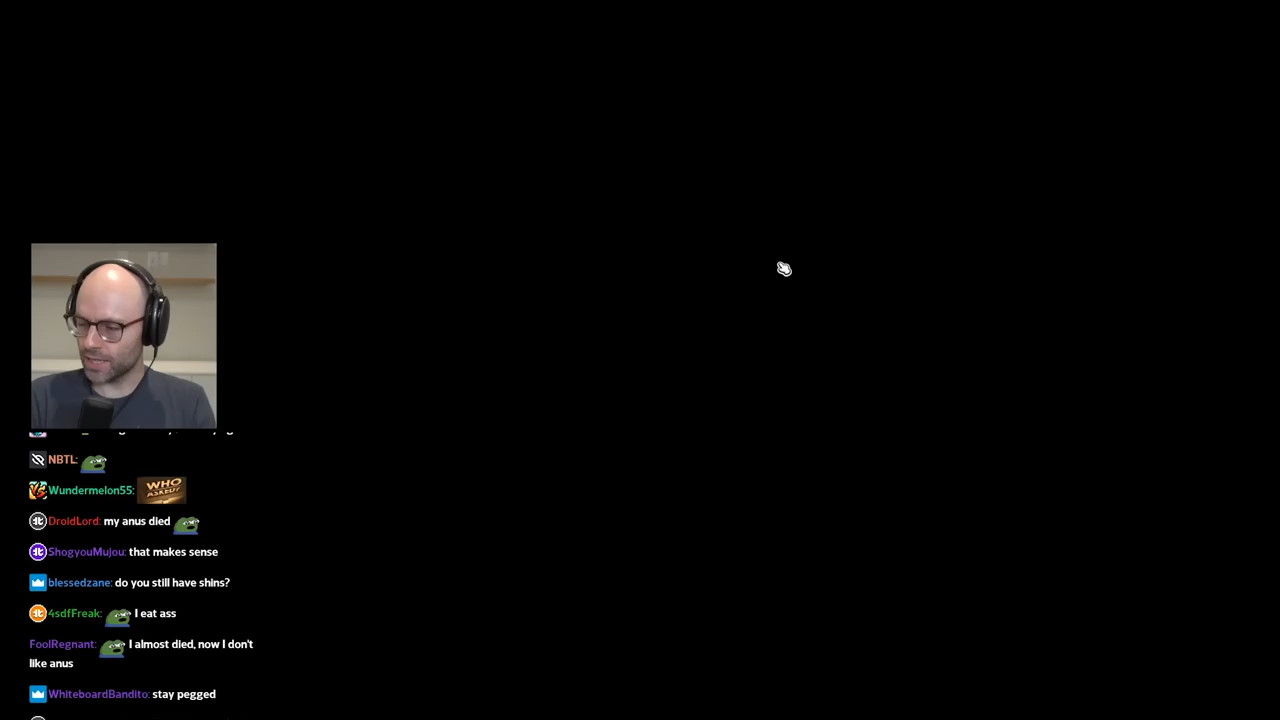 NBTL:
Wundermelon55: WHO ASKED?
DroidLord: my anus died
ShogyouMujou: that makes sense
blessedzane: do you still have shins?
4sdfFreak: I eat ass
FoolRegnant: I almost died, now I don't
like anus
WhiteboardBandito: stay pegged